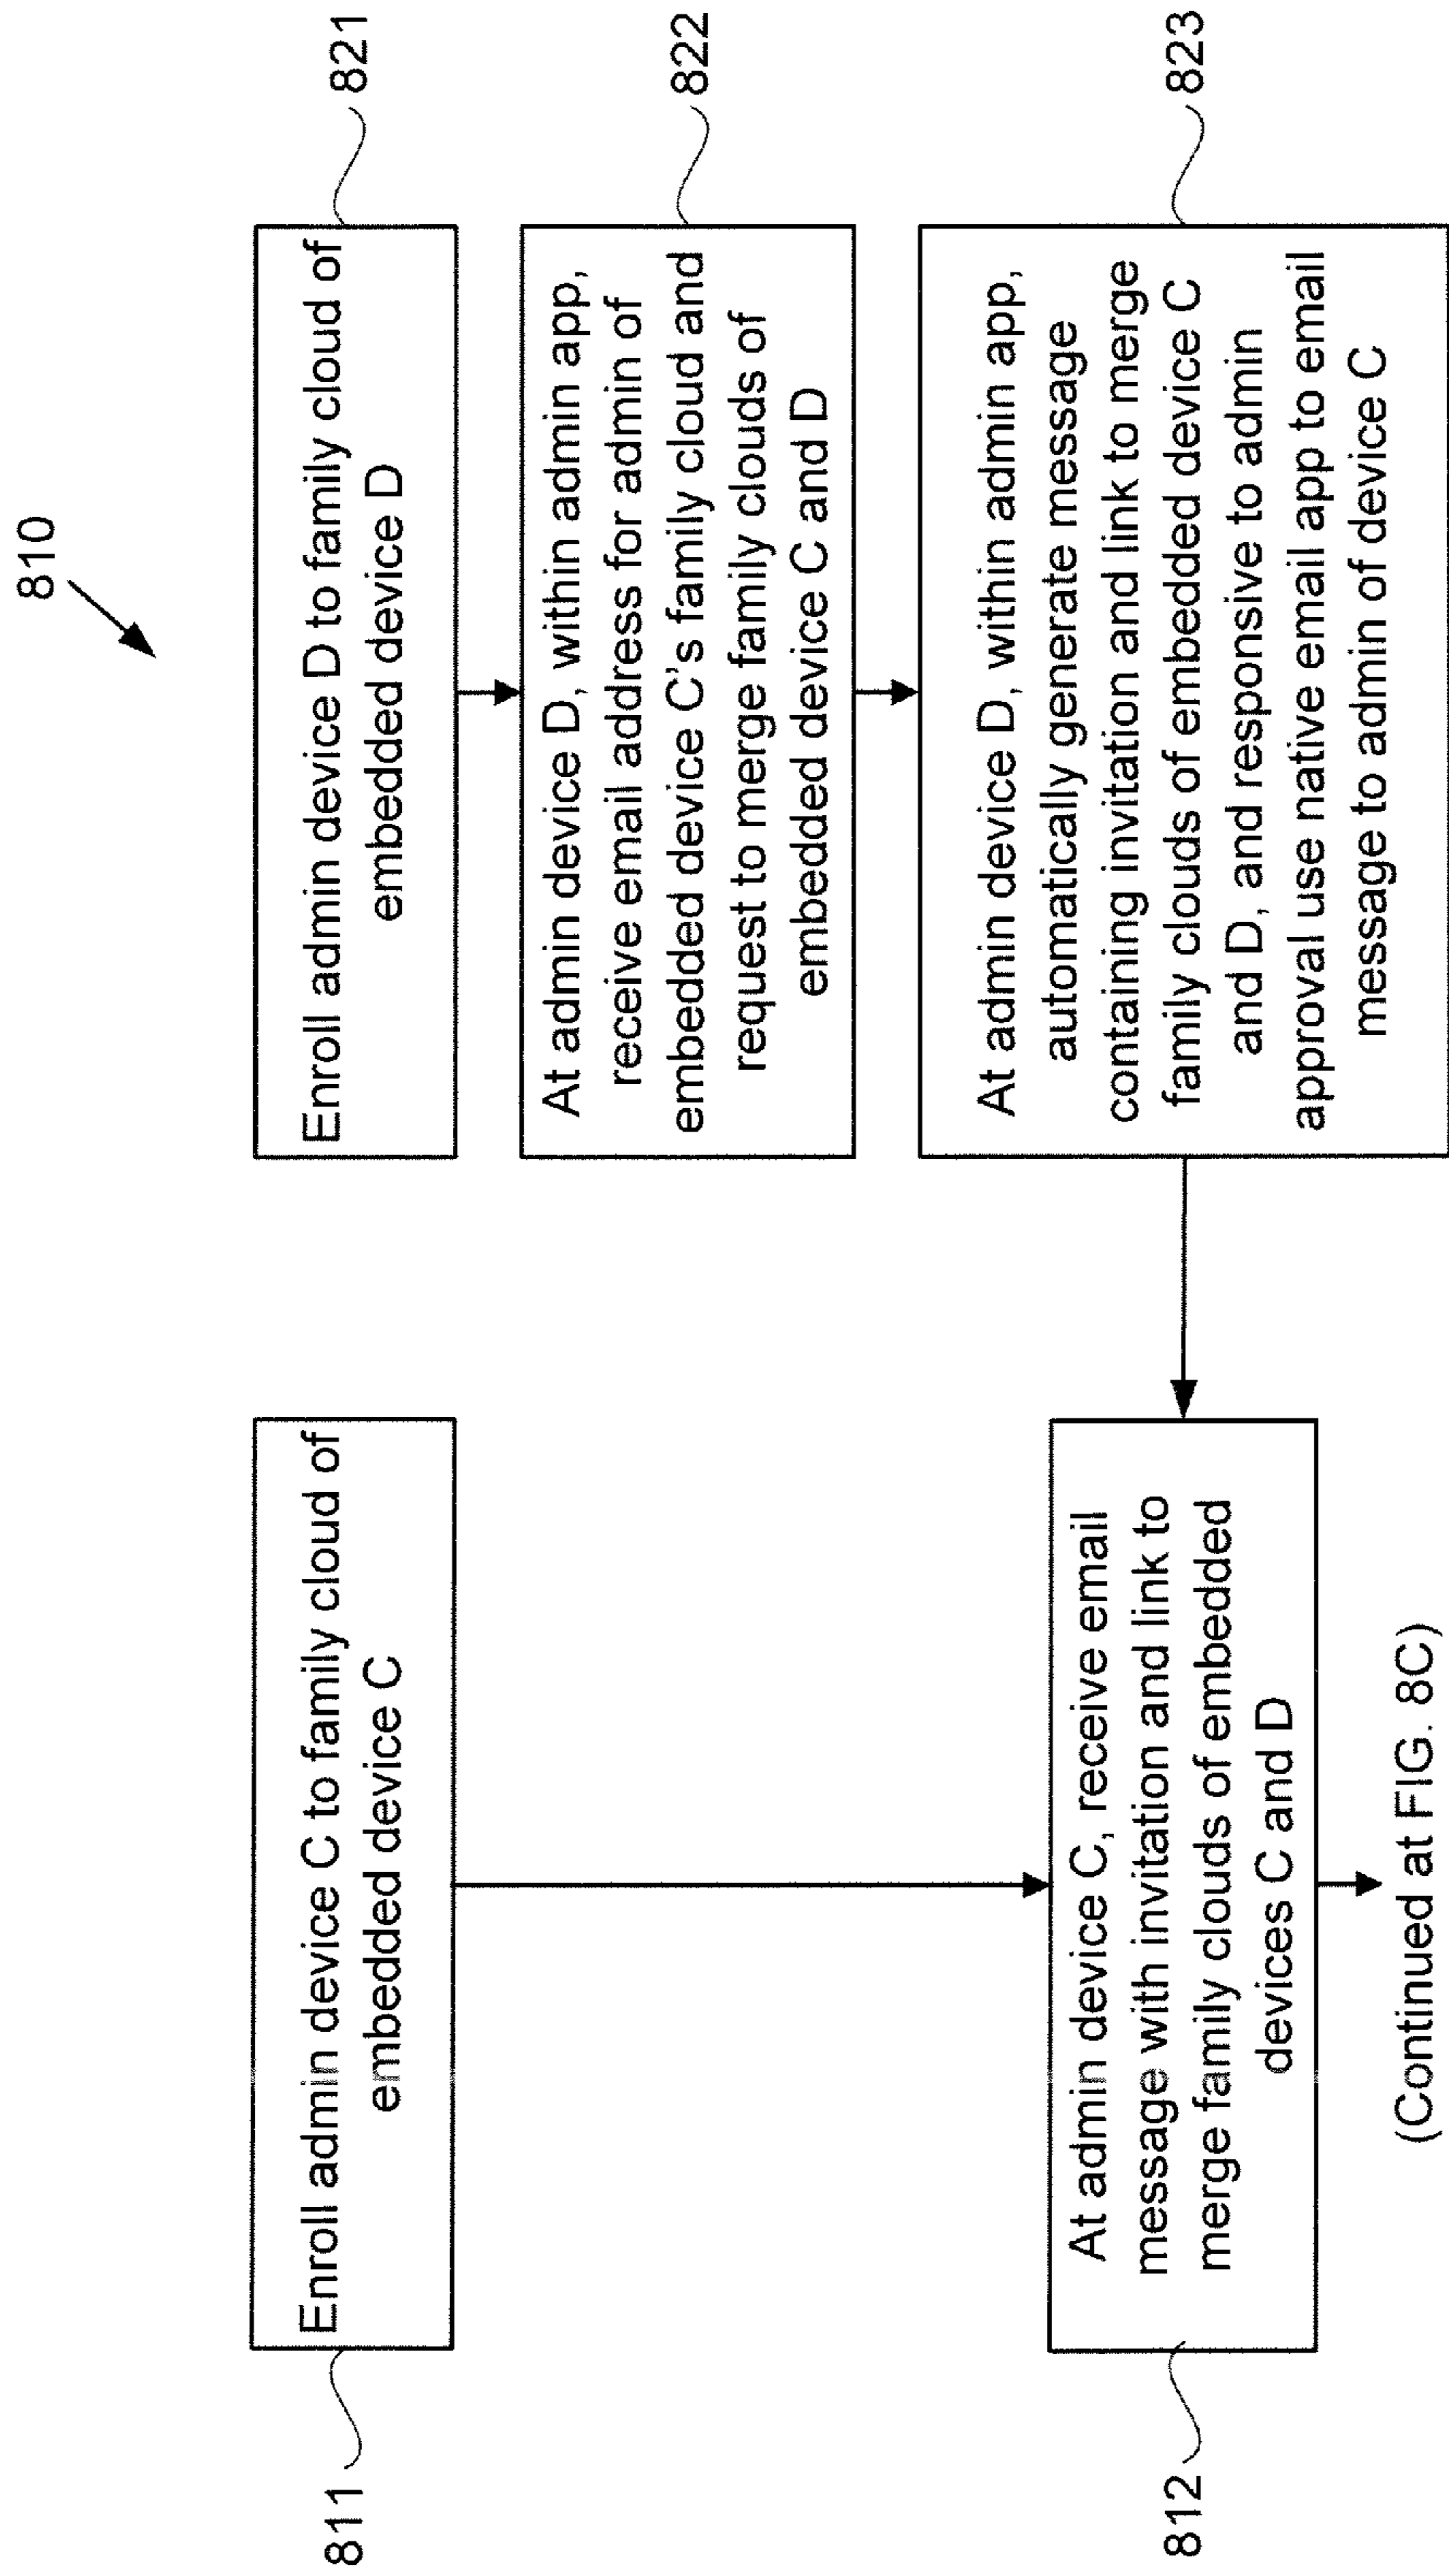 810
Enroll admin device C to family cloud of
embedded device C
811
Enroll admin device D to family cloud of
embedded device D
821
At admin device D, within admin app,
receive email address for admin of
embedded device C's family cloud and
request to merge family clouds of
embedded device C and D
822
At admin device D, within admin app,
automatically generate message
containing invitation and link to merge
family clouds of embedded device C
and D, and responsive to admin
approval use native email app to email
message to admin of device C
823
At admin device C, receive email
message with invitation and link to
merge family clouds of embedded
devices C and D
812
(Continued at FIG. 8C)